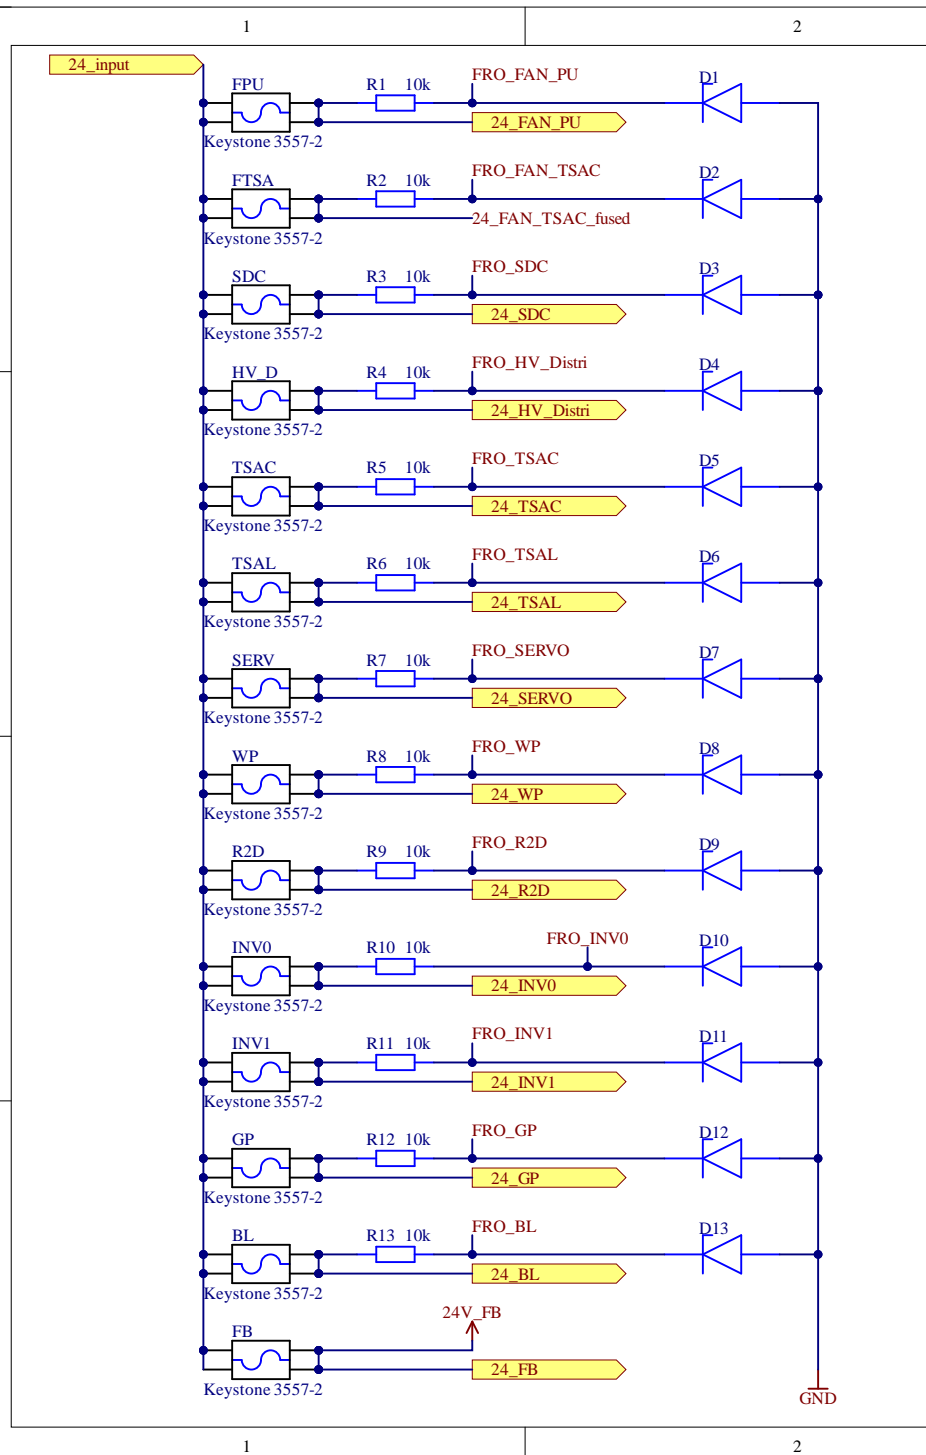 1 2
24_input
FPU R1 10k FRO_FAN_PU D1
24_FAN_PU
Keystone 3557-2
FTSA R2 10k FRO_FAN_TSAC D2
24_FAN_TSAC_fused
Keystone 3557-2
SDC R3 10k FRO_SDC D3
24_SDC
Keystone 3557-2
HV_D R4 10k FRO_HV_Distri D4
24_HV_Distri
Keystone 3557-2
TSAC R5 10k FRO_TSAC D5
24_TSAC
Keystone 3557-2
TSAL R6 10k FRO_TSAL D6
24_TSAL
Keystone 3557-2
SERV R7 10k FRO_SERVO D7
24_SERVO
Keystone 3557-2
WP R8 10k FRO_WP D8
24_WP
Keystone 3557-2
R2D R9 10k FRO_R2D D9
24_R2D
Keystone 3557-2
INV0 R10 10k FRO_INV0 D10
24_INV0
Keystone 3557-2
INV1 R11 10k FRO_INV1 D11
24_INV1
Keystone 3557-2
GP R12 10k FRO_GP D12
24_GP
Keystone 3557-2
BL R13 10k FRO_BL D13
24_BL
Keystone 3557-2
24V_FB
FB
24_FB
Keystone 3557-2
GND
1 2